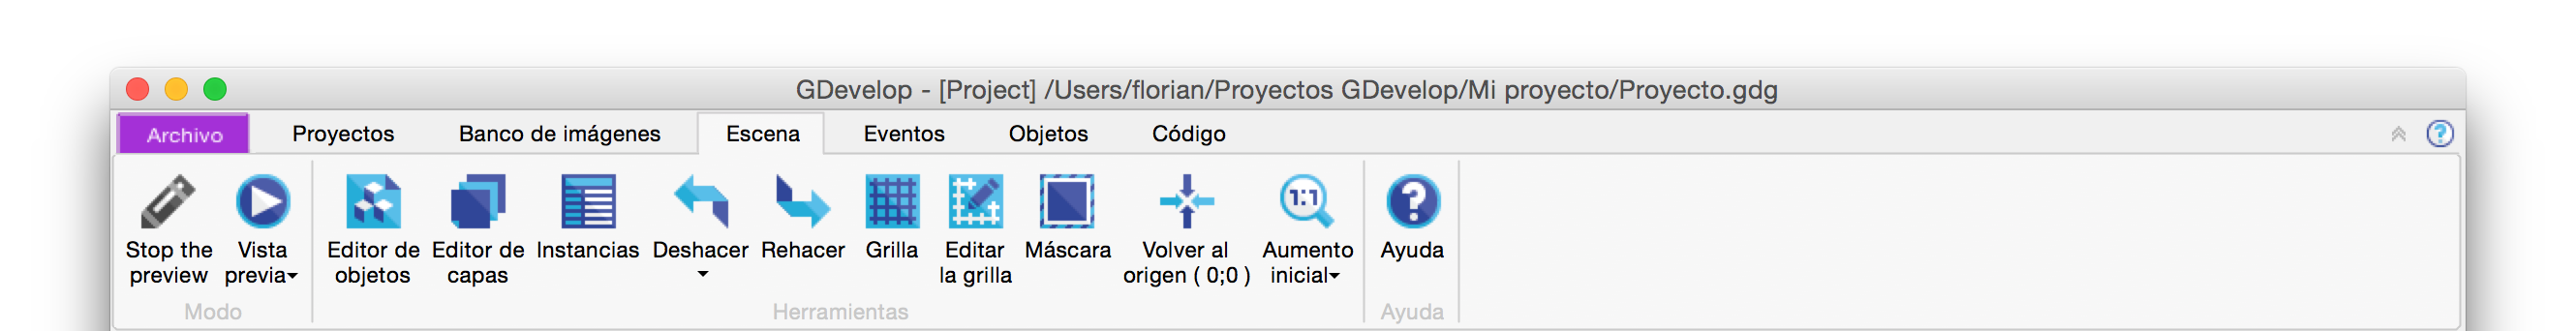 GDevelop - [Project] /Users/florian/Proyectos GDevelop/Mi proyecto/Proyecto.gdg
Archivo Proyectos Banco de imágenes Escena Eventos Objetos Código
?
1:1 ?
Stop the preview Vista previa Editor de objetos Editor de capas Instancias Deshacer Rehacer Grilla Editar la grilla Máscara Volver al origen ( 0;0 ) Aumento inicial Ayuda
Modo Herramientas Ayuda